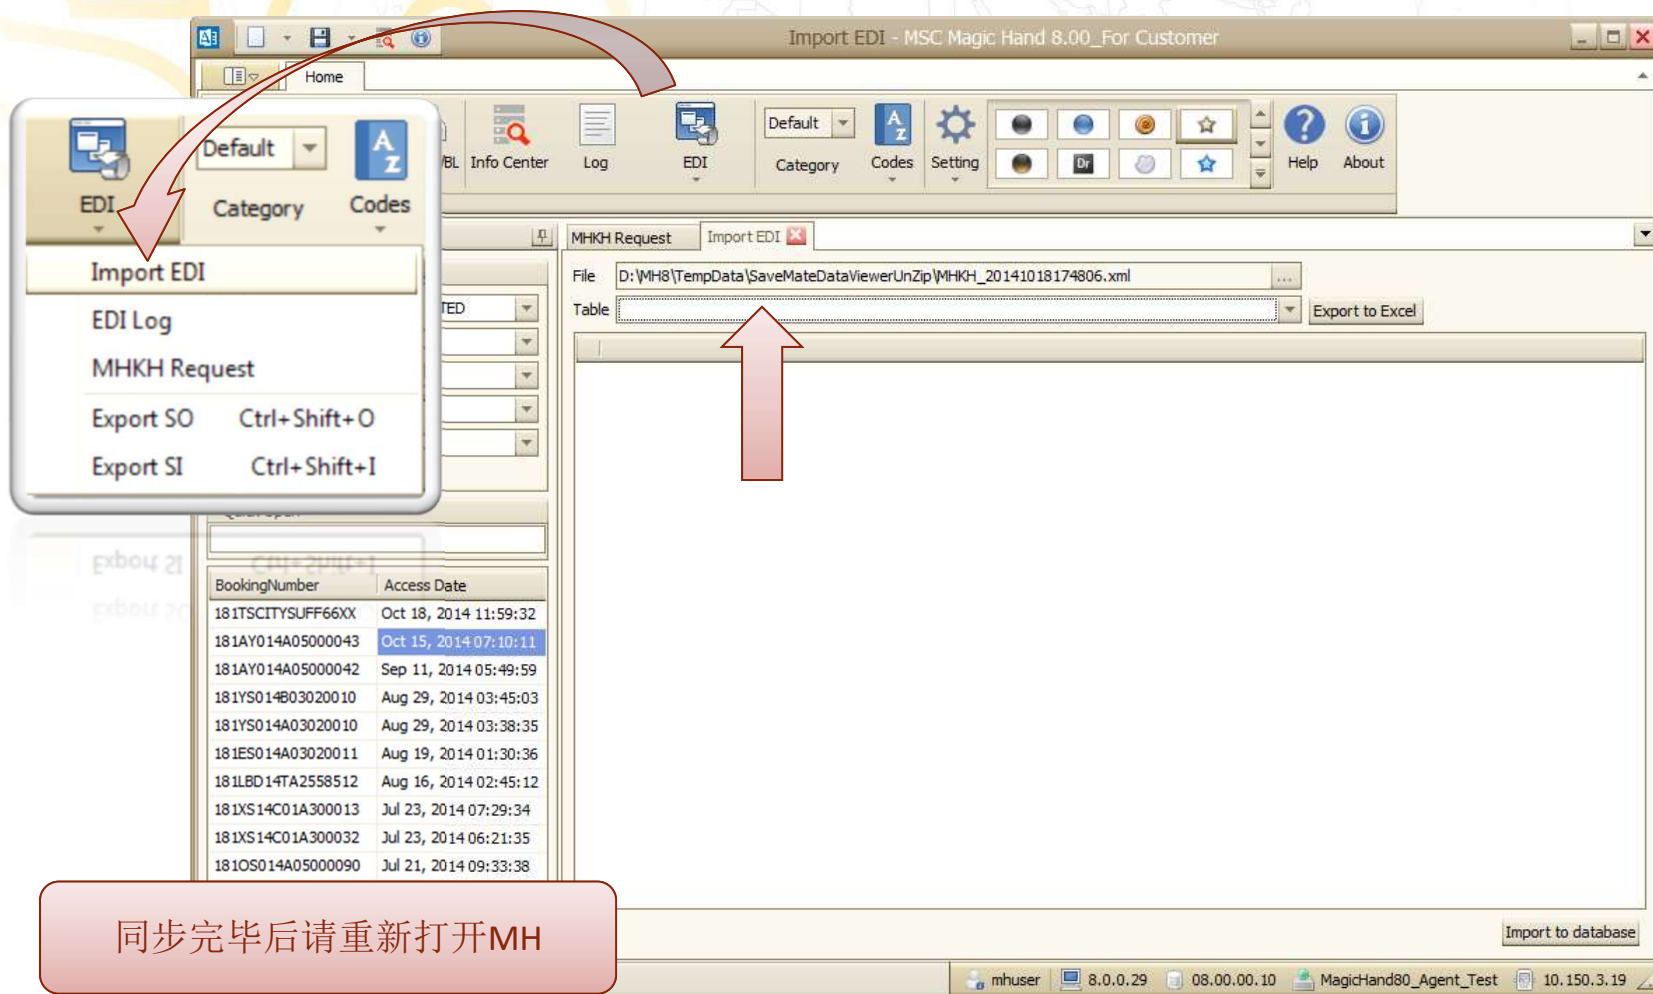 Import EDI - MSC Magic Hand 8.00_For Customer
Home
BL
Info Center
Log
EDI
Default
Category
Codes
Setting
Dr
Help
About
EDI
Default
Category
A
Z
Codes
Import EDI
EDI Log
MHKH Request
Export SO Ctrl+Shift+O
Export SI Ctrl+Shift+I
MHKH Request
Import EDI
File D:\MH8\TempData\SaveMateDataViewerUnZip\MHKH_20141018174806.xml ...
Table
Export to Excel
TED
BookingNumber Access Date
181TSCITYSUFF66XX Oct 18, 2014 11:59:32
181AY014A05000043 Oct 15, 2014 07:10:11
181AY014A05000042 Sep 11, 2014 05:49:59
181YS014B03020010 Aug 29, 2014 03:45:03
181YS014A03020010 Aug 29, 2014 03:38:35
181ES014A03020011 Aug 19, 2014 01:30:36
181LBD14TA2558512 Aug 16, 2014 02:45:12
181XS14C01A300013 Jul 23, 2014 07:29:34
181XS14C01A300032 Jul 23, 2014 06:21:35
181OS014A05000090 Jul 21, 2014 09:33:38
同步完毕后请重新打开MH
Import to database
mhuser 8.0.0.29 08.00.00.10 MagicHand80_Agent_Test 10.150.3.19